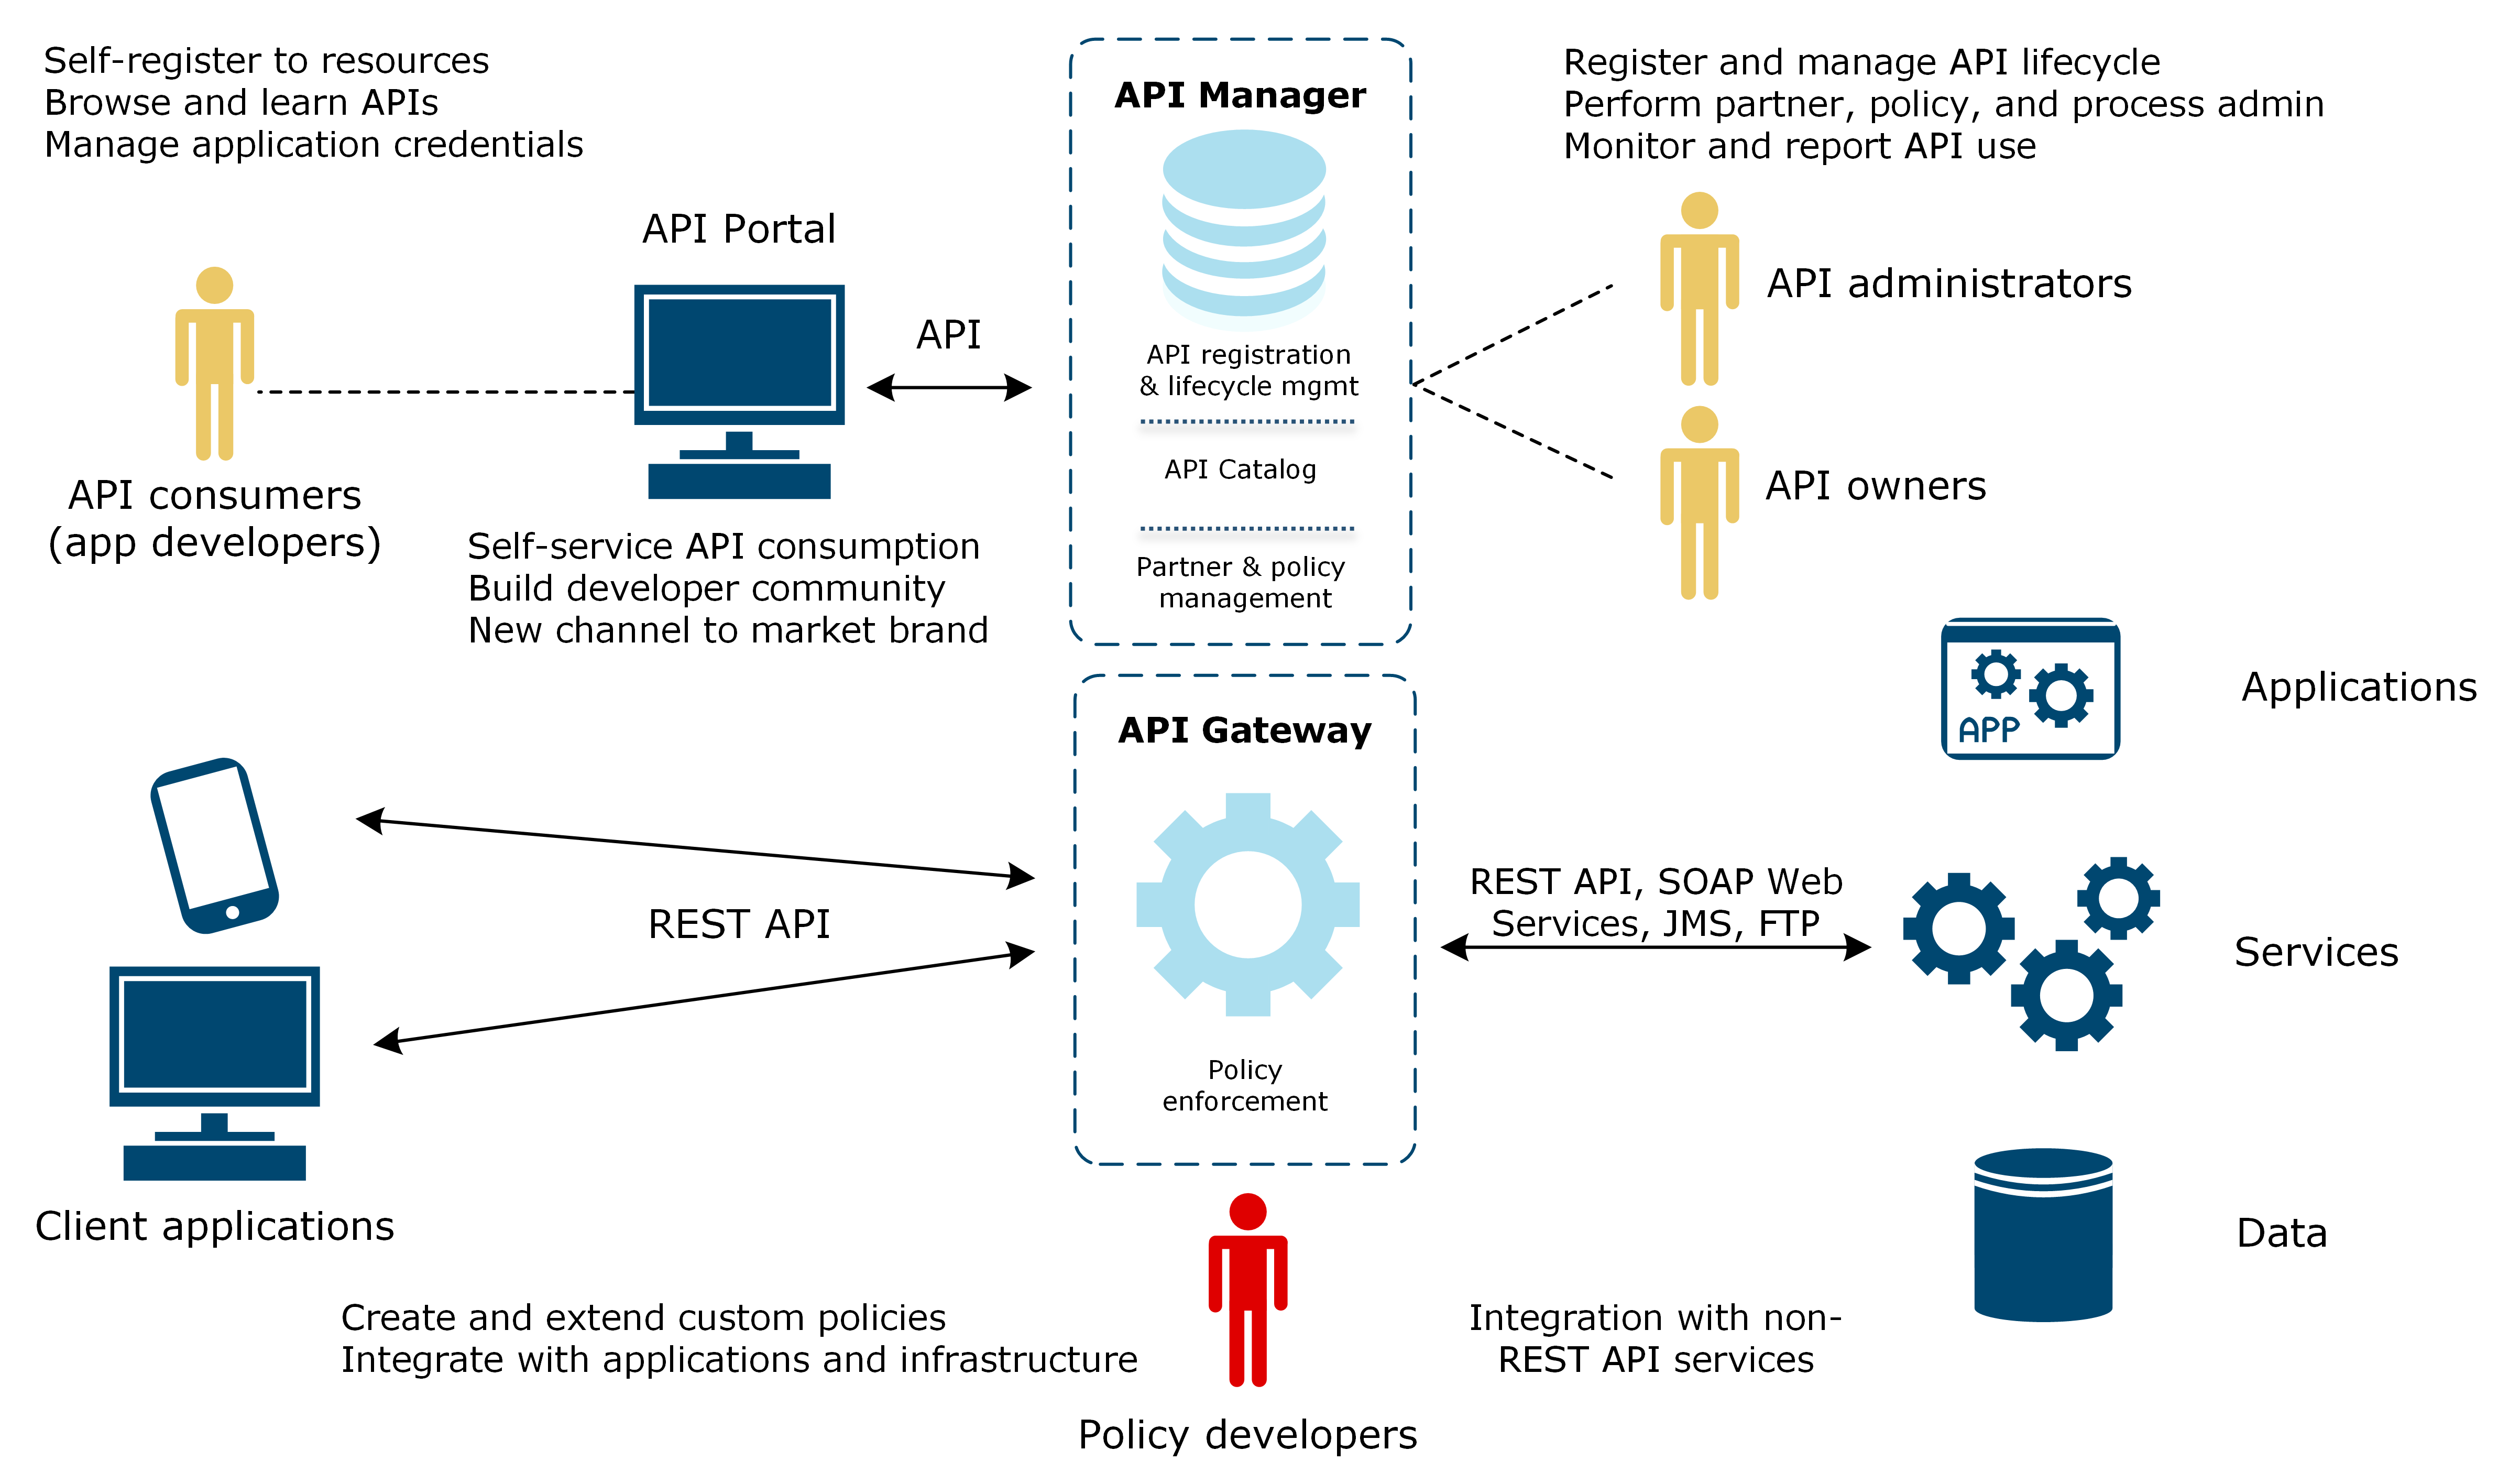 Self-register to resources
Browse and learn APIs
Manage application credentials
API Manager
Register and manage API lifecycle
Perform partner, policy, and process admin
Monitor and report API use
API Portal
API
API consumers
(app developers)
Self-service API consumption
Build developer community
New channel to market brand
API registration
& lifecycle mgmt
API Catalog
Partner & policy
management
API administrators
API owners
API Gateway
Policy
enforcement
REST API
Client applications
REST API, SOAP Web
Services, JMS, FTP
APP
Applications
Services
Data
Create and extend custom policies
Integrate with applications and infrastructure
Policy developers
Integration with non-
REST API services